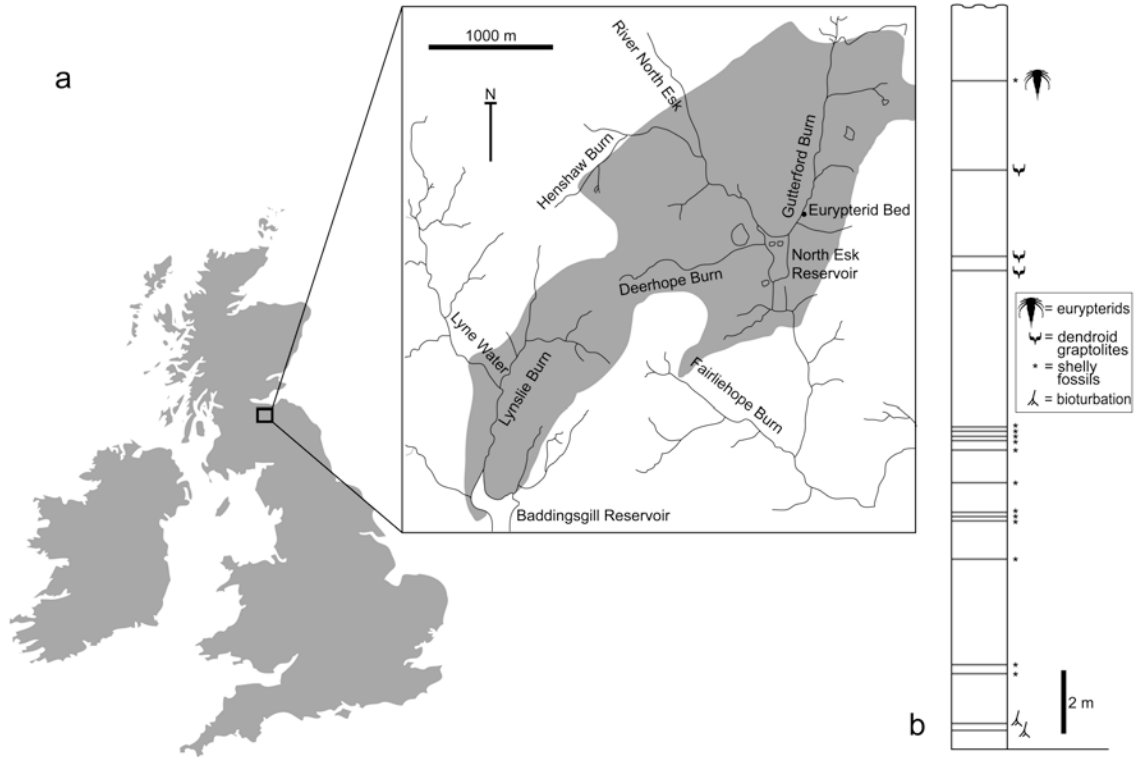 a
1000 m
N
River North Esk
Henshaw Burn
Gutterford Burn
Eurypterid Bed
North Esk
Reservoir
Deerhope Burn
Lyne Water
Lynslie Burn
Fairliehope Burn
Baddingsgill Reservoir
b
= eurypterids
= dendroid
graptolites
* = shelly
fossils
= bioturbation
2 m